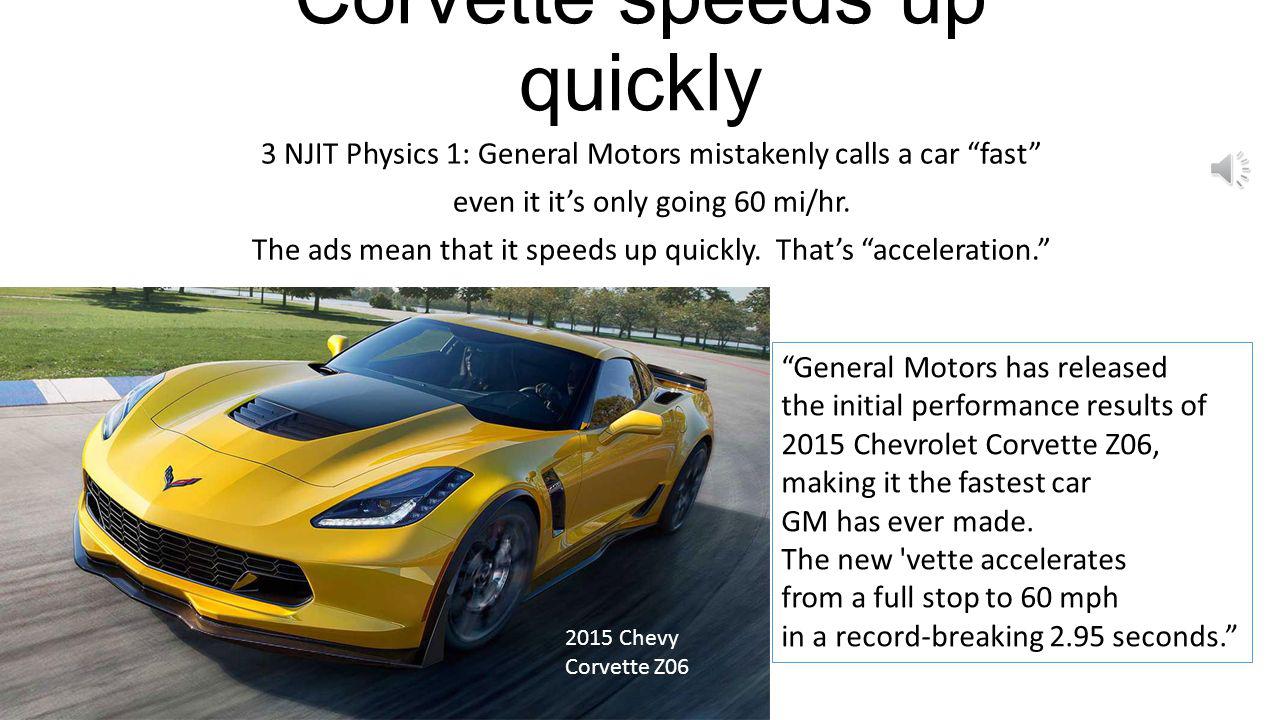 Corvette speeds up
quickly
3 NJIT Physics 1: General Motors mistakenly calls a car “fast”
even it it’s only going 60 mi/hr.
The ads mean that it speeds up quickly.  That’s “acceleration.”
“General Motors has released
the initial performance results of
2015 Chevrolet Corvette Z06,
making it the fastest car
GM has ever made.
The new 'vette accelerates
from a full stop to 60 mph
in a record-breaking 2.95 seconds.”
2015 Chevy
Corvette Z06